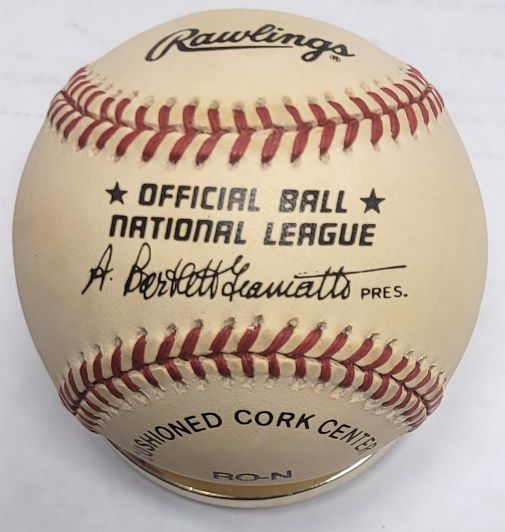 Rawlings®
★ OFFICIAL BALL ★
NATIONAL LEAGUE
A. Bartlett Giamatti PRES.
CUSHIONED CORK CENTER
RO-N